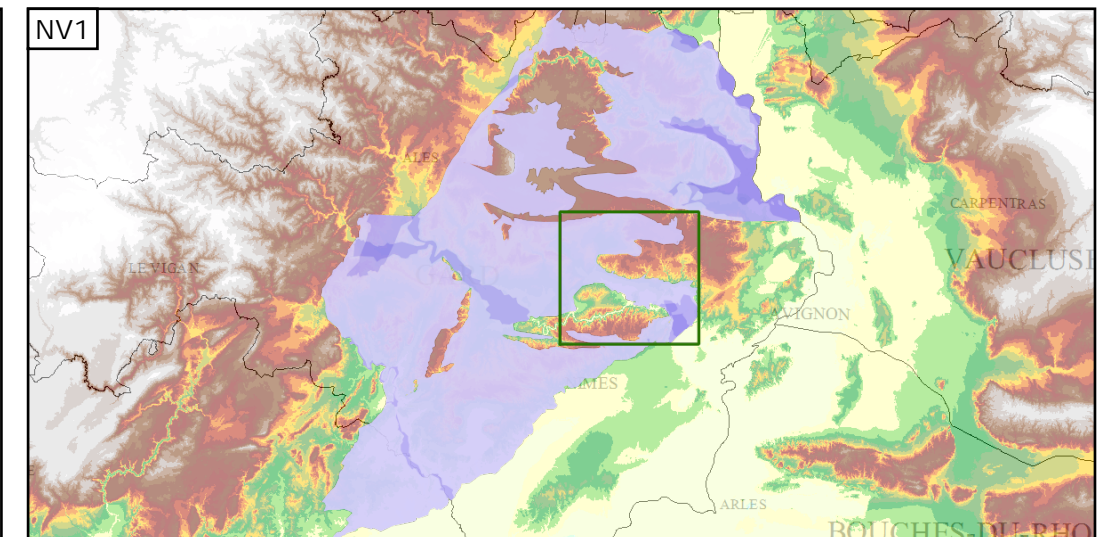 NV1
ALES
CARPENTRAS
VAUCLUSE
LE VIGAN
GARD
AVIGNON
NIMES
ARLES
BOUCHES-DU-RHO